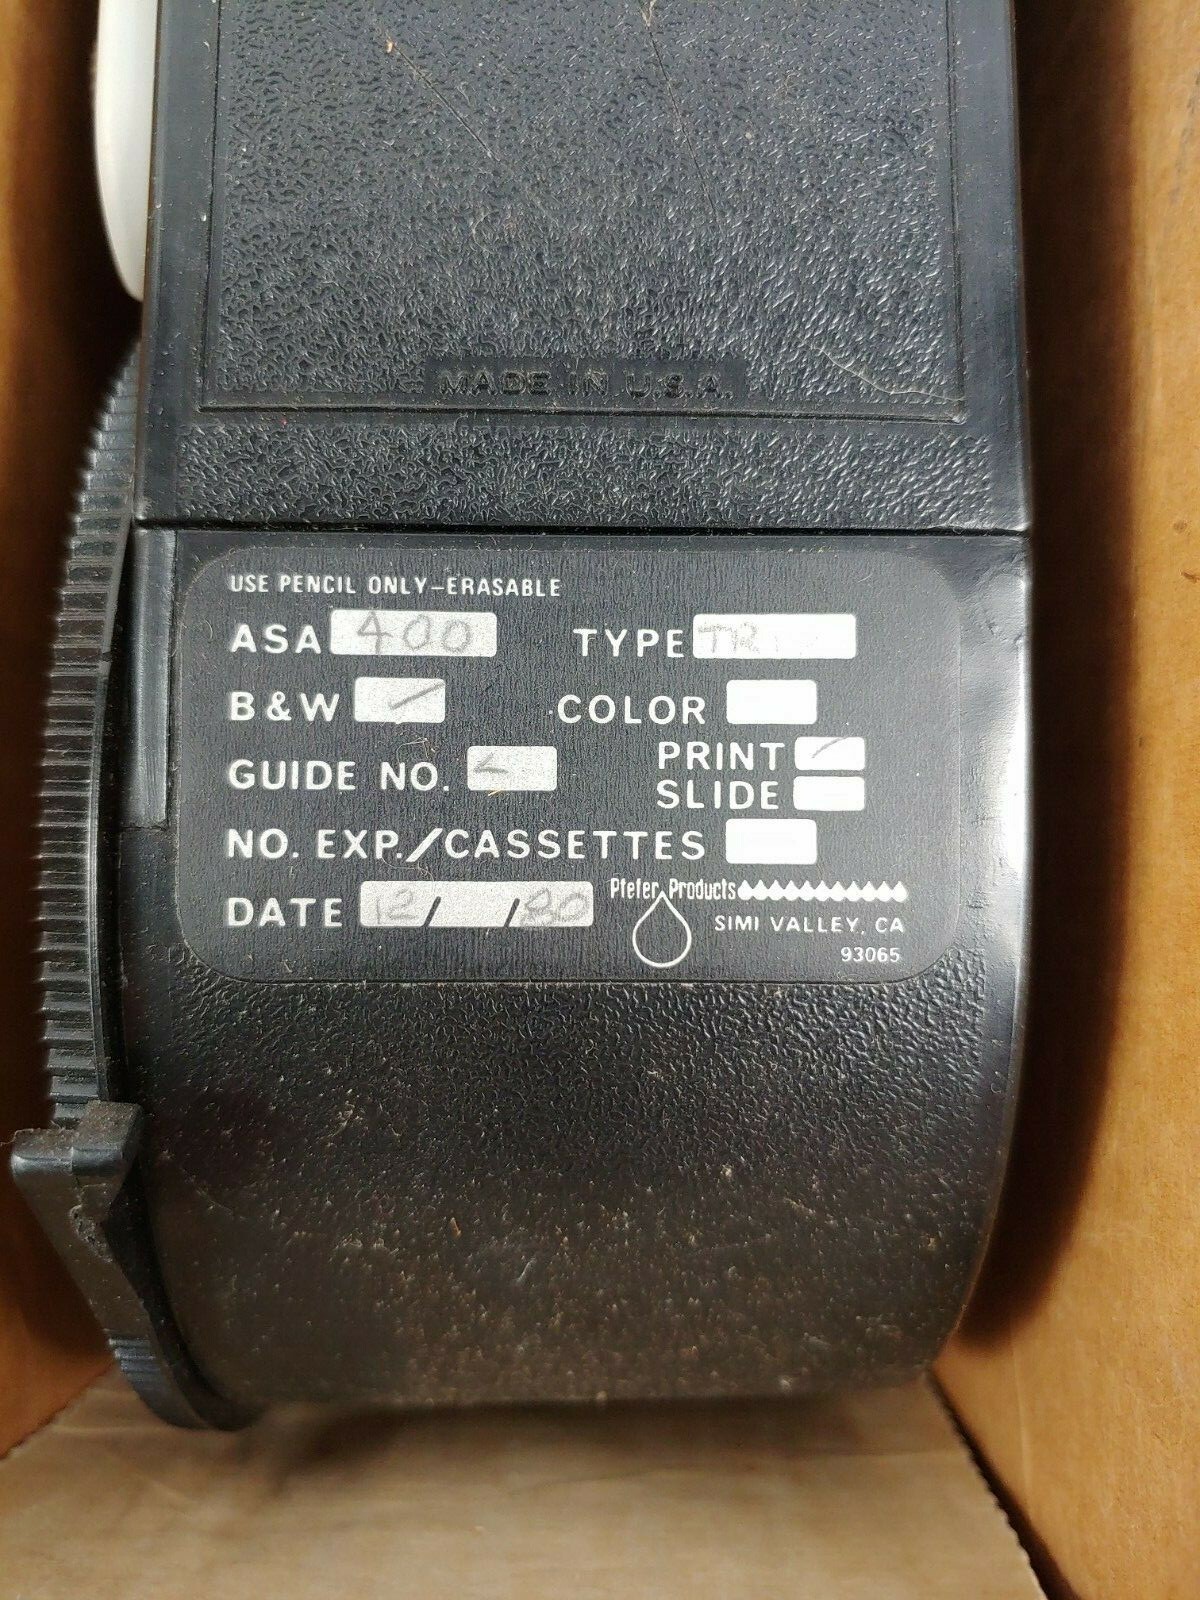 MADE IN U.S.A.
USE PENCIL ONLY-ERASABLE
ASA 400 TYPE
B&W COLOR
GUIDE NO. PRINT
SLIDE
NO. EXP./CASSETTES
DATE 12/ /80 Pfefer Products
SIMI VALLEY, CA
93065